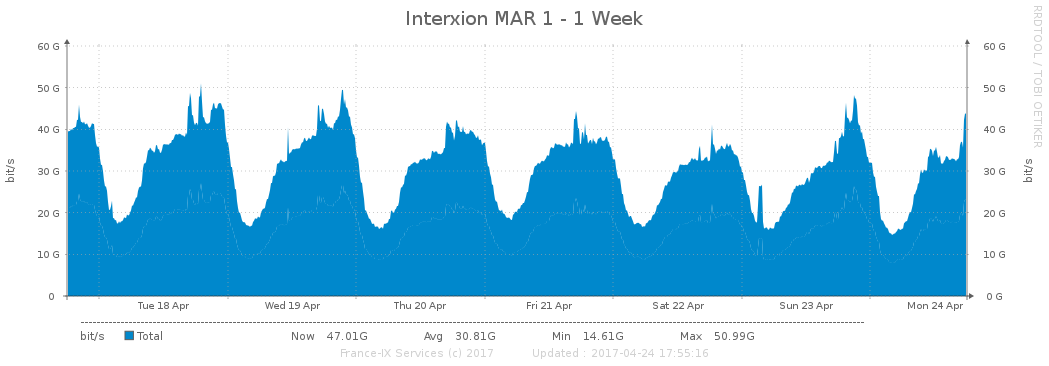 Interxion MAR 1 - 1 Week
RRDTOOL / TOBI OETIKER
60 G 60 G
50 G 50 G
40 G 40 G
30 G 30 G
20 G 20 G
10 G 10 G
0 0 G
bit/s
bit/s
Tue 18 Apr Wed 19 Apr Thu 20 Apr Fri 21 Apr Sat 22 Apr Sun 23 Apr Mon 24 Apr
bit/s Total Now 47.01G Avg 30.81G Min 14.61G Max 50.99G
France-IX Services (c) 2017 Updated : 2017-04-24 17:55:16